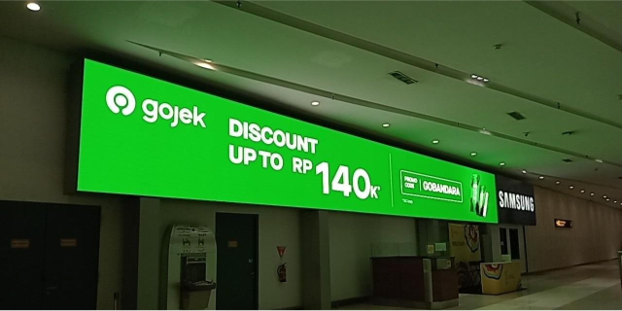 gojek
DISCOUNT
UP TO RP 140K*
PROMO
CODE
GOBANDARA
SAMSUNG